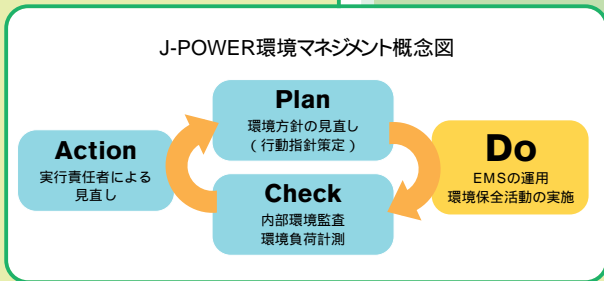 J-POWER環境マネジメント概念図
Plan
環境方針の見直し
(行動指針策定)
Do
EMSの運用
環境保全活動の実施
Check
内部環境監査
環境負荷計測
Action
実行責任者による
見直し